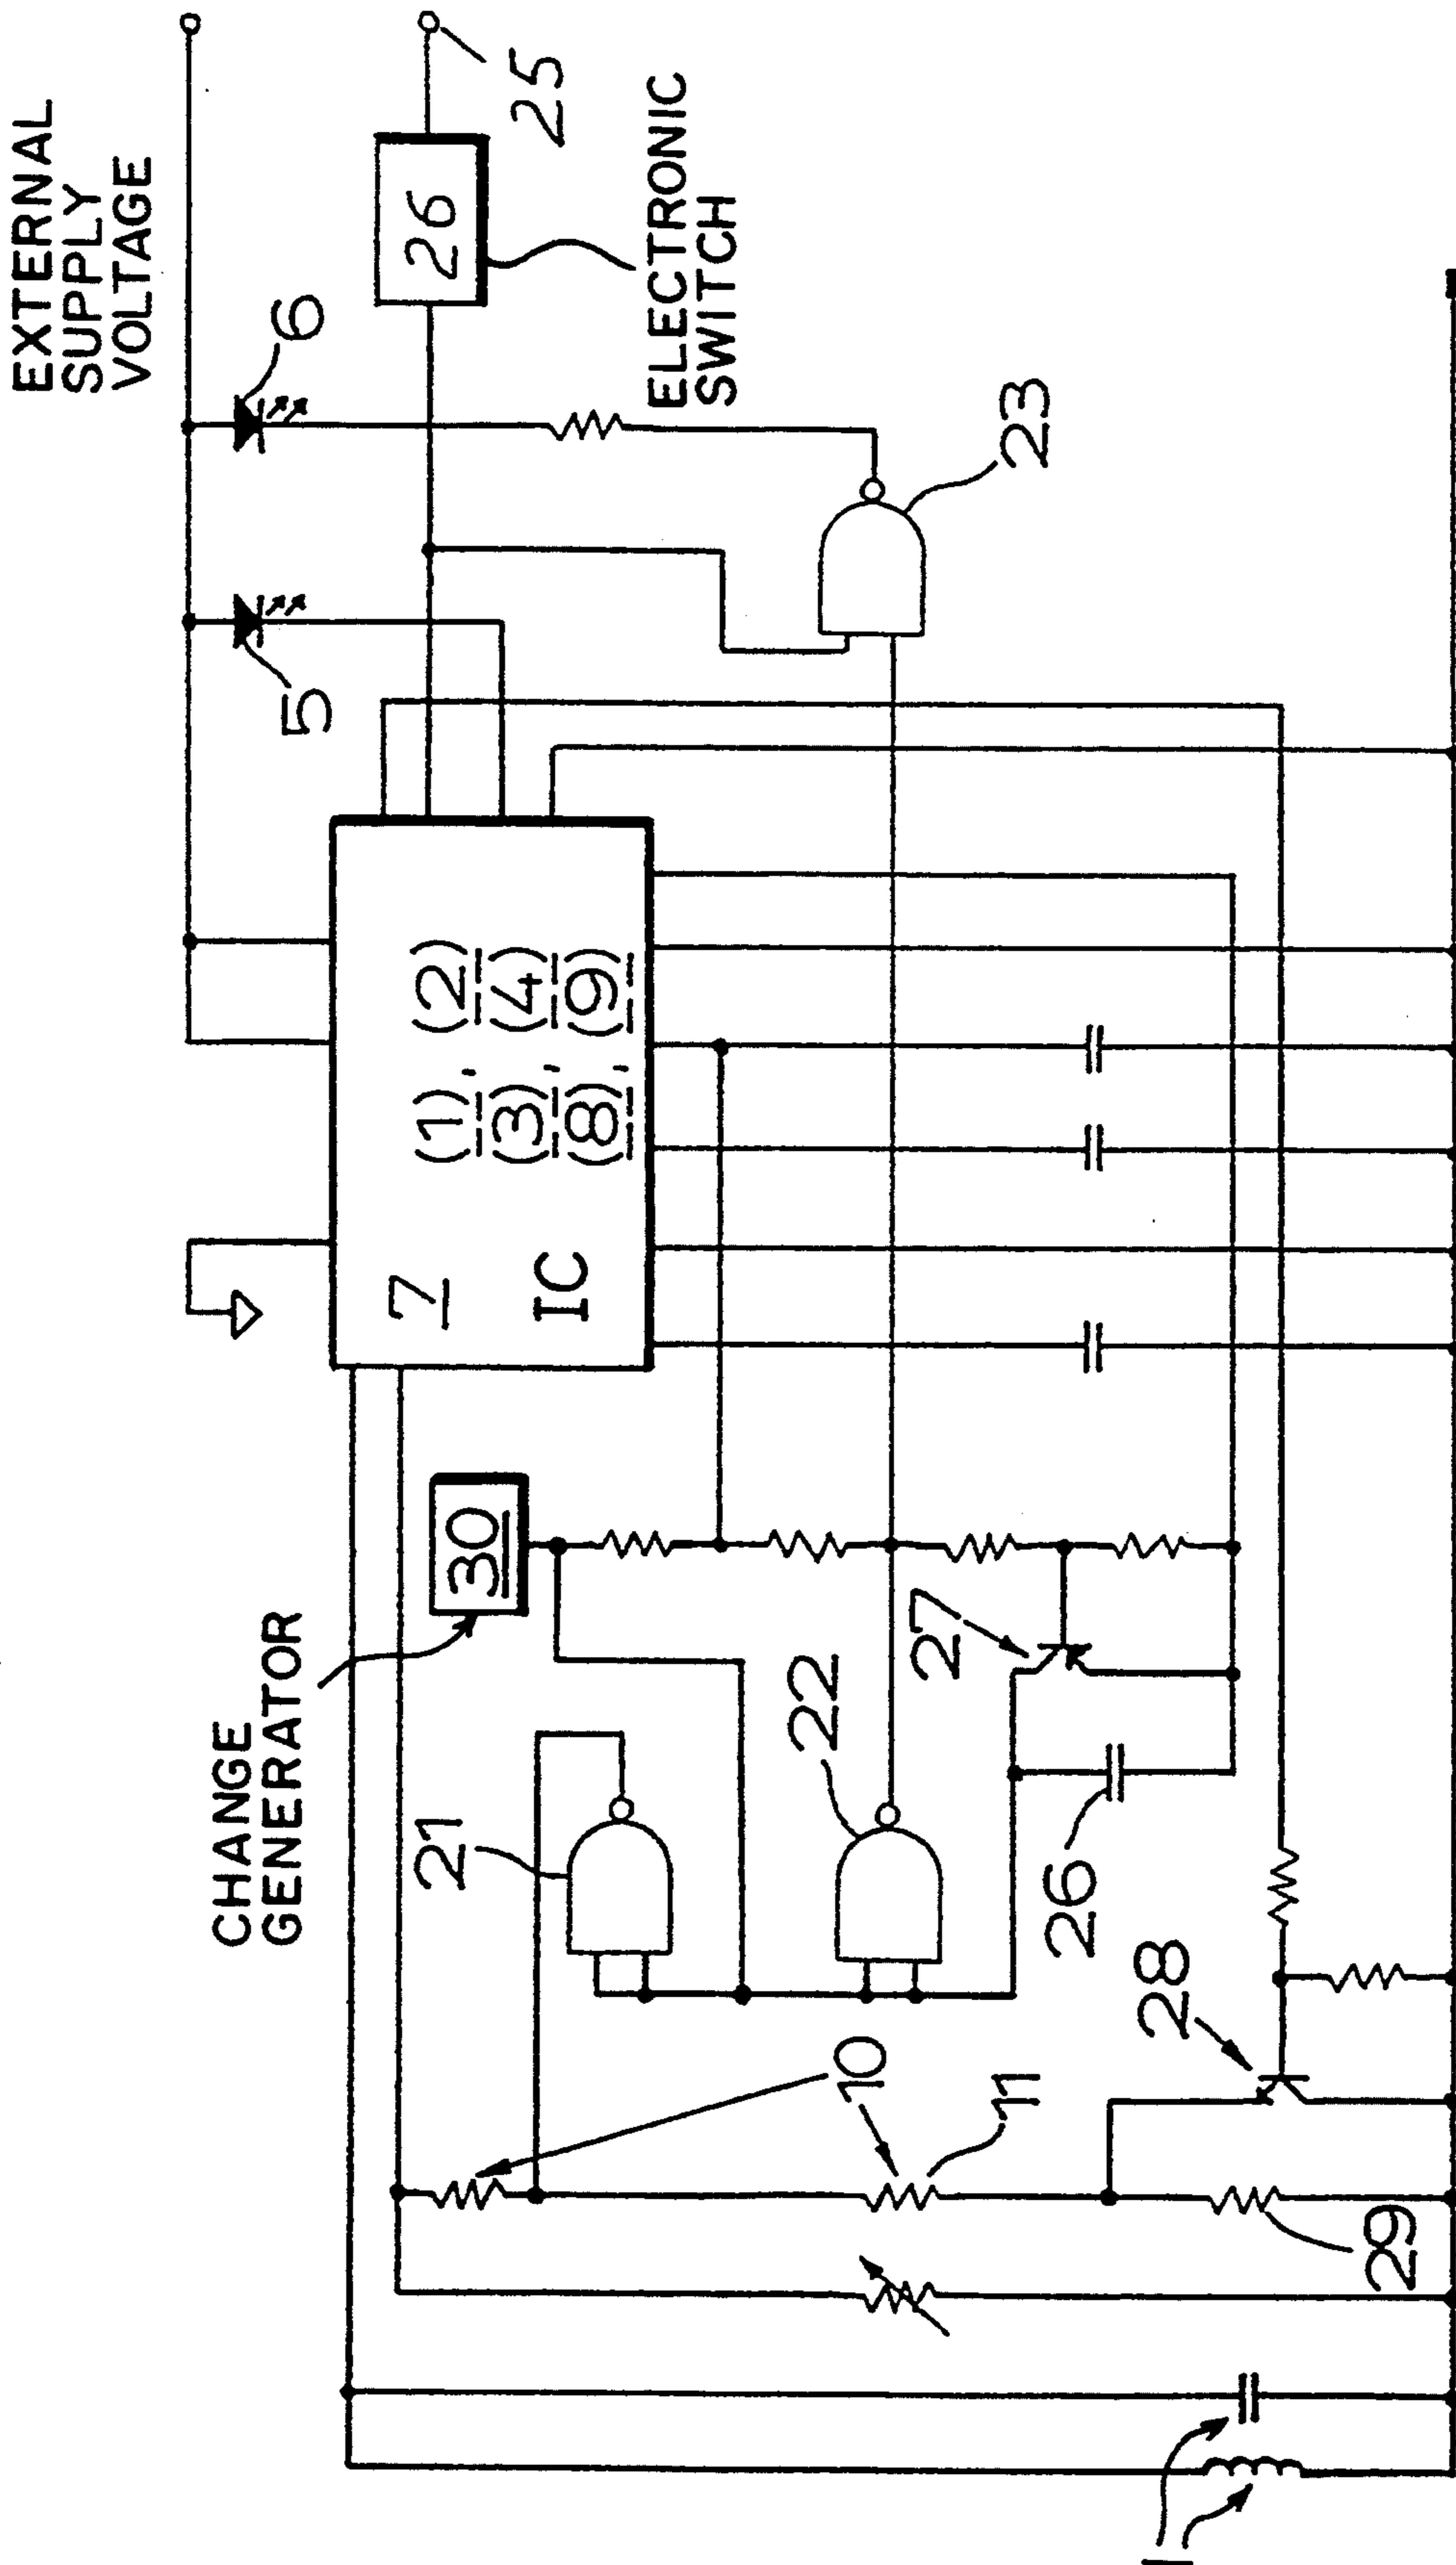 EXTERNAL
SUPPLY
VOLTAGE
25
26
ELECTRONIC
SWITCH
6
5
23
7
IC
(1), (2)
(3), (4)
(8), (9)
CHANGE
GENERATOR
30
21
22
27
26
28
10
11
29
1